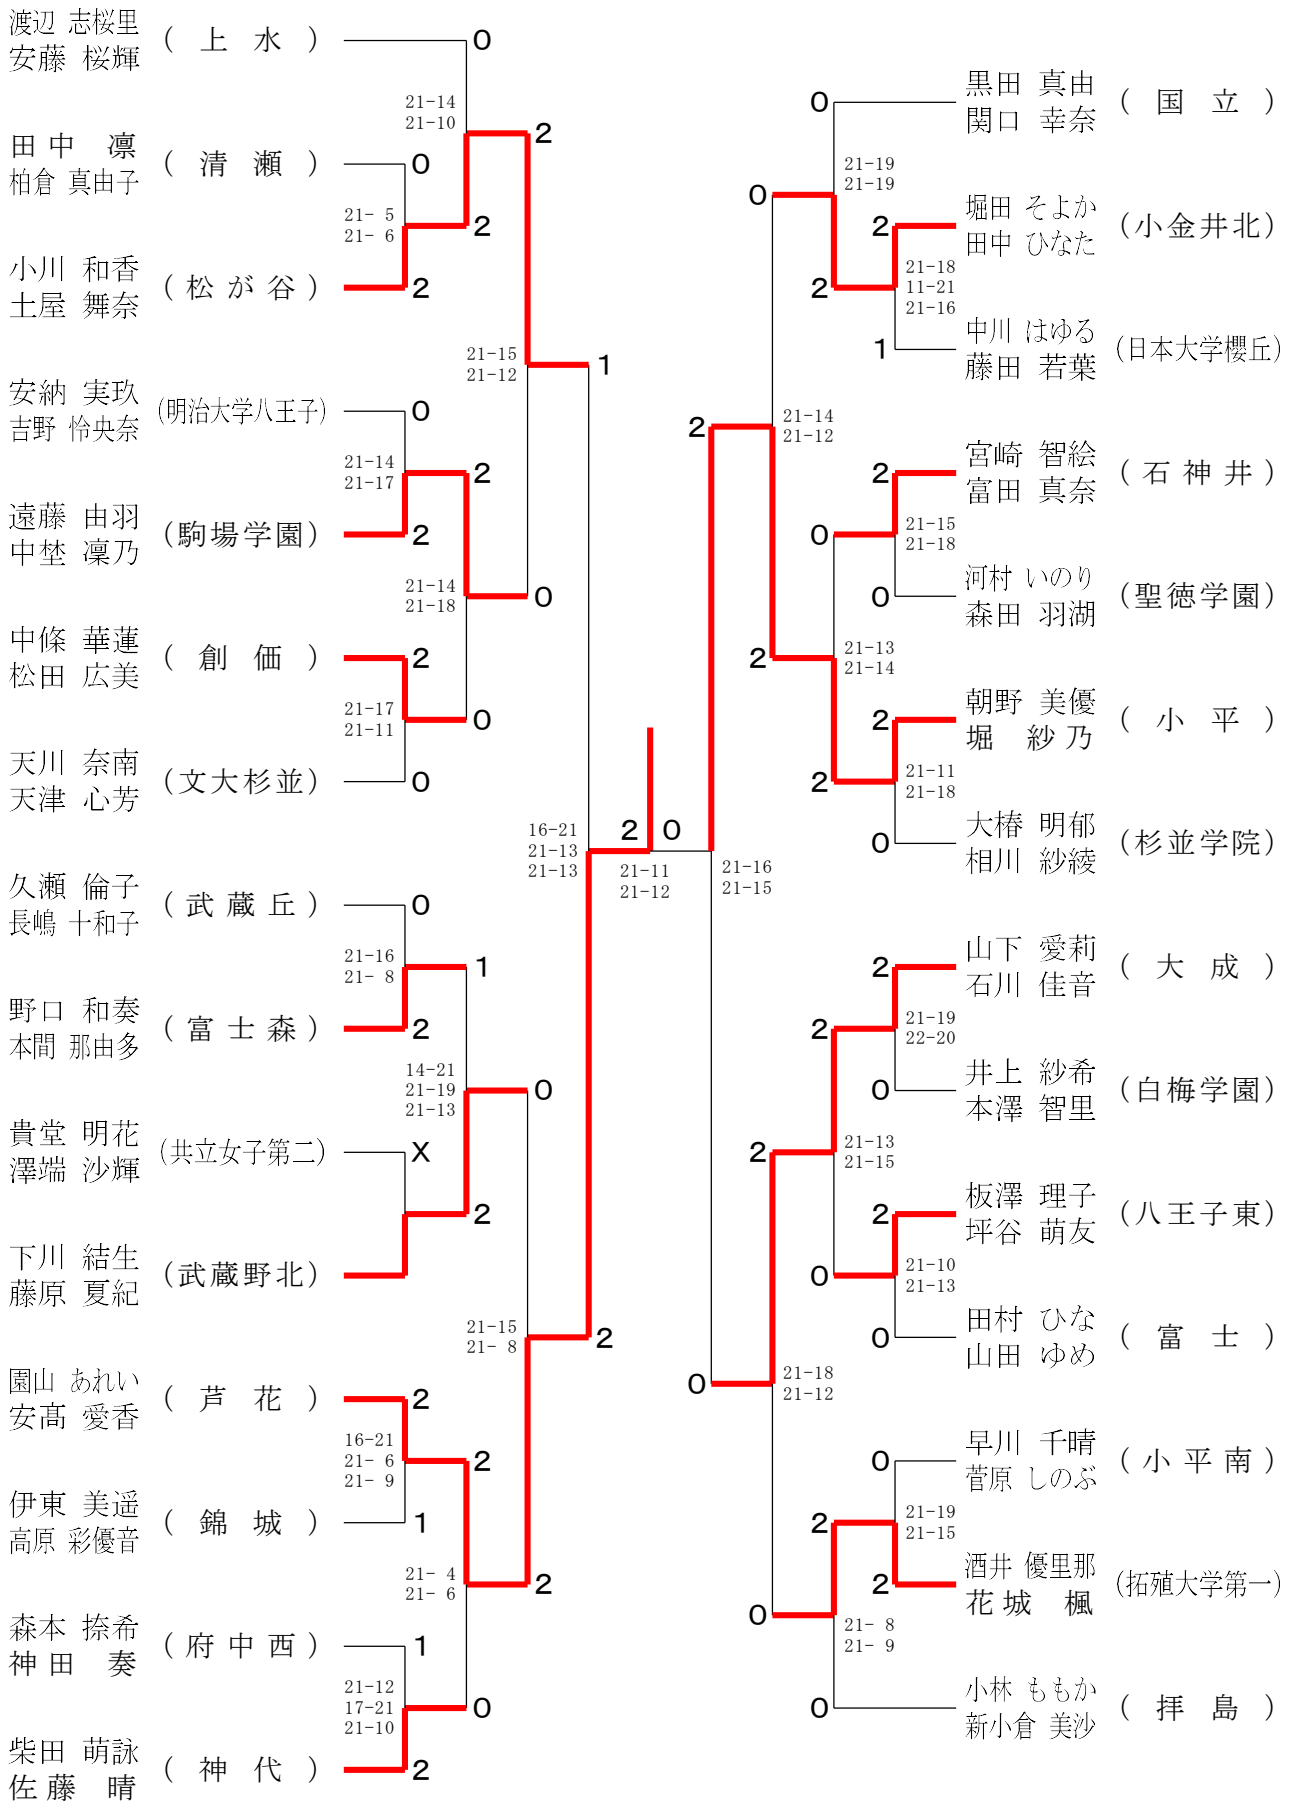 渡辺 志桜里
安藤 桜輝
( 上 水 )
0
21-14
21-10
2
田中 凛
柏倉 真由子
( 清 瀬 )
0
21- 5
21- 6
2
小川 和香
土屋 舞奈
( 松 が 谷 )
2
21-15
21-12
1
安納 実玖
吉野 怜央奈
(明治大学八王子)
0
21-14
21-17
2
遠藤 由羽
中埜 凜乃
(駒場学園)
2
21-14
21-18
0
中條 華蓮
松田 広美
( 創 価 )
2
21-17
21-11
0
天川 奈南
天津 心芳
(文大杉並)
0
16-21
21-13
21-13
2
0
21-11
21-12
久瀬 倫子
長嶋 十和子
( 武 蔵 丘 )
0
21-16
21- 8
1
野口 和奏
本間 那由多
( 富 士 森 )
2
14-21
21-19
21-13
0
貴堂 明花
澤端 沙輝
(共立女子第二)
X
2
下川 結生
藤原 夏紀
(武蔵野北)
21-15
21- 8
2
園山 あれい
安髙 愛香
( 芦 花 )
2
16-21
21- 6
21- 9
2
伊東 美遥
高原 彩優音
( 錦 城 )
1
21- 4
21- 6
2
森本 捺希
神田 奏
( 府 中 西 )
1
21-12
17-21
21-10
0
柴田 萌詠
佐藤 晴
( 神 代 )
2
0
黒田 真由
関口 幸奈
( 国 立 )
21-19
21-19
0
2
堀田 そよか
田中 ひなた
(小金井北)
2
21-18
11-21
21-16
1
中川 はゆる
藤田 若葉
(日本大学櫻丘)
2
21-14
21-12
2
宮崎 智絵
富田 真奈
( 石 神 井 )
0
21-15
21-18
0
河村 いのり
森田 羽湖
(聖徳学園)
2
21-13
21-14
2
朝野 美優
堀 紗乃
( 小 平 )
2
21-11
21-18
0
大椿 明郁
相川 紗綾
(杉並学院)
21-16
21-15
2
山下 愛莉
石川 佳音
( 大 成 )
2
21-19
22-20
0
井上 紗希
本澤 智里
(白梅学園)
2
21-13
21-15
2
板澤 理子
坪谷 萌友
(八王子東)
0
21-10
21-13
0
田村 ひな
山田 ゆめ
( 富 士 )
0
21-18
21-12
0
早川 千晴
菅原 しのぶ
( 小 平 南 )
2
21-19
21-15
2
酒井 優里那
花城 楓
(拓殖大学第一)
0
21- 8
21- 9
0
小林 ももか
新小倉 美沙
( 拝 島 )